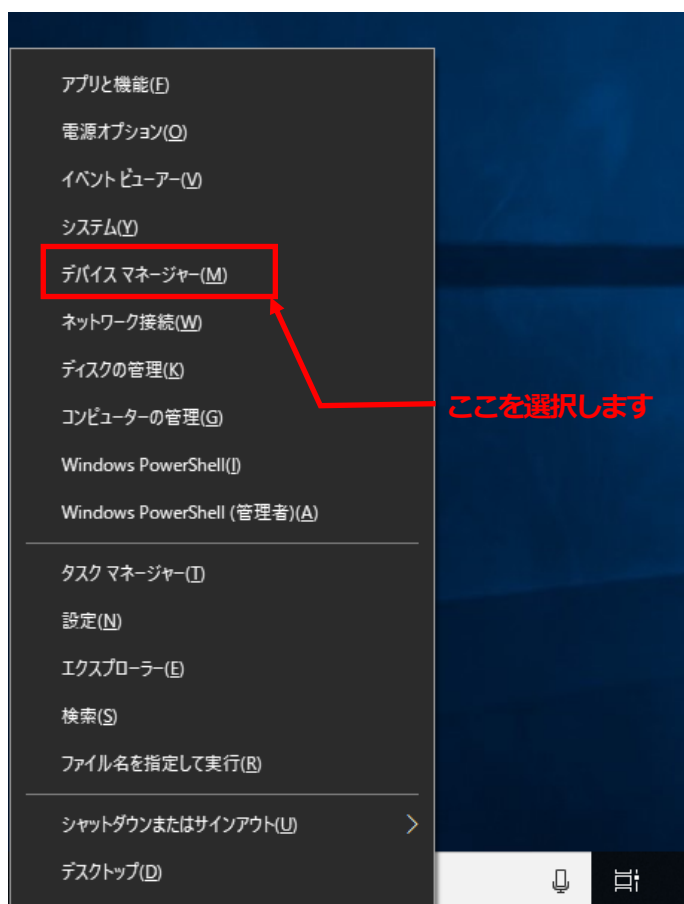 アプリと機能(F)
電源オプション(O)
イベント ビューアー(V)
システム(Y)
デバイス マネージャー(M)
ネットワーク接続(W)
ディスクの管理(K)
ここを選択します
コンピューターの管理(G)
Windows PowerShell(I)
Windows PowerShell (管理者)(A)
タスク マネージャー(T)
設定(N)
エクスプローラー(E)
検索(S)
ファイル名を指定して実行(R)
シャットダウンまたはサインアウト(U)
デスクトップ(D)